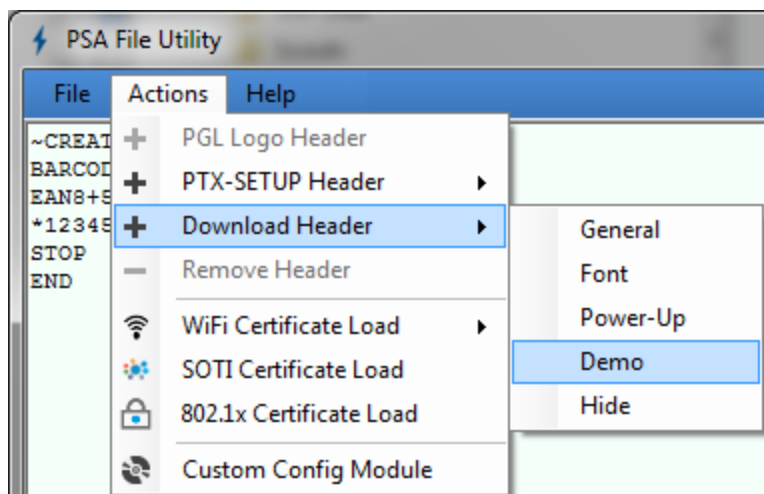 PSA File Utility
File Actions Help
~CREAT
BARCOD
EAN8+5
*12345
STOP
END
PGL Logo Header
PTX-SETUP Header
Download Header
Remove Header
WiFi Certificate Load
SOTI Certificate Load
802.1x Certificate Load
Custom Config Module
General
Font
Power-Up
Demo
Hide